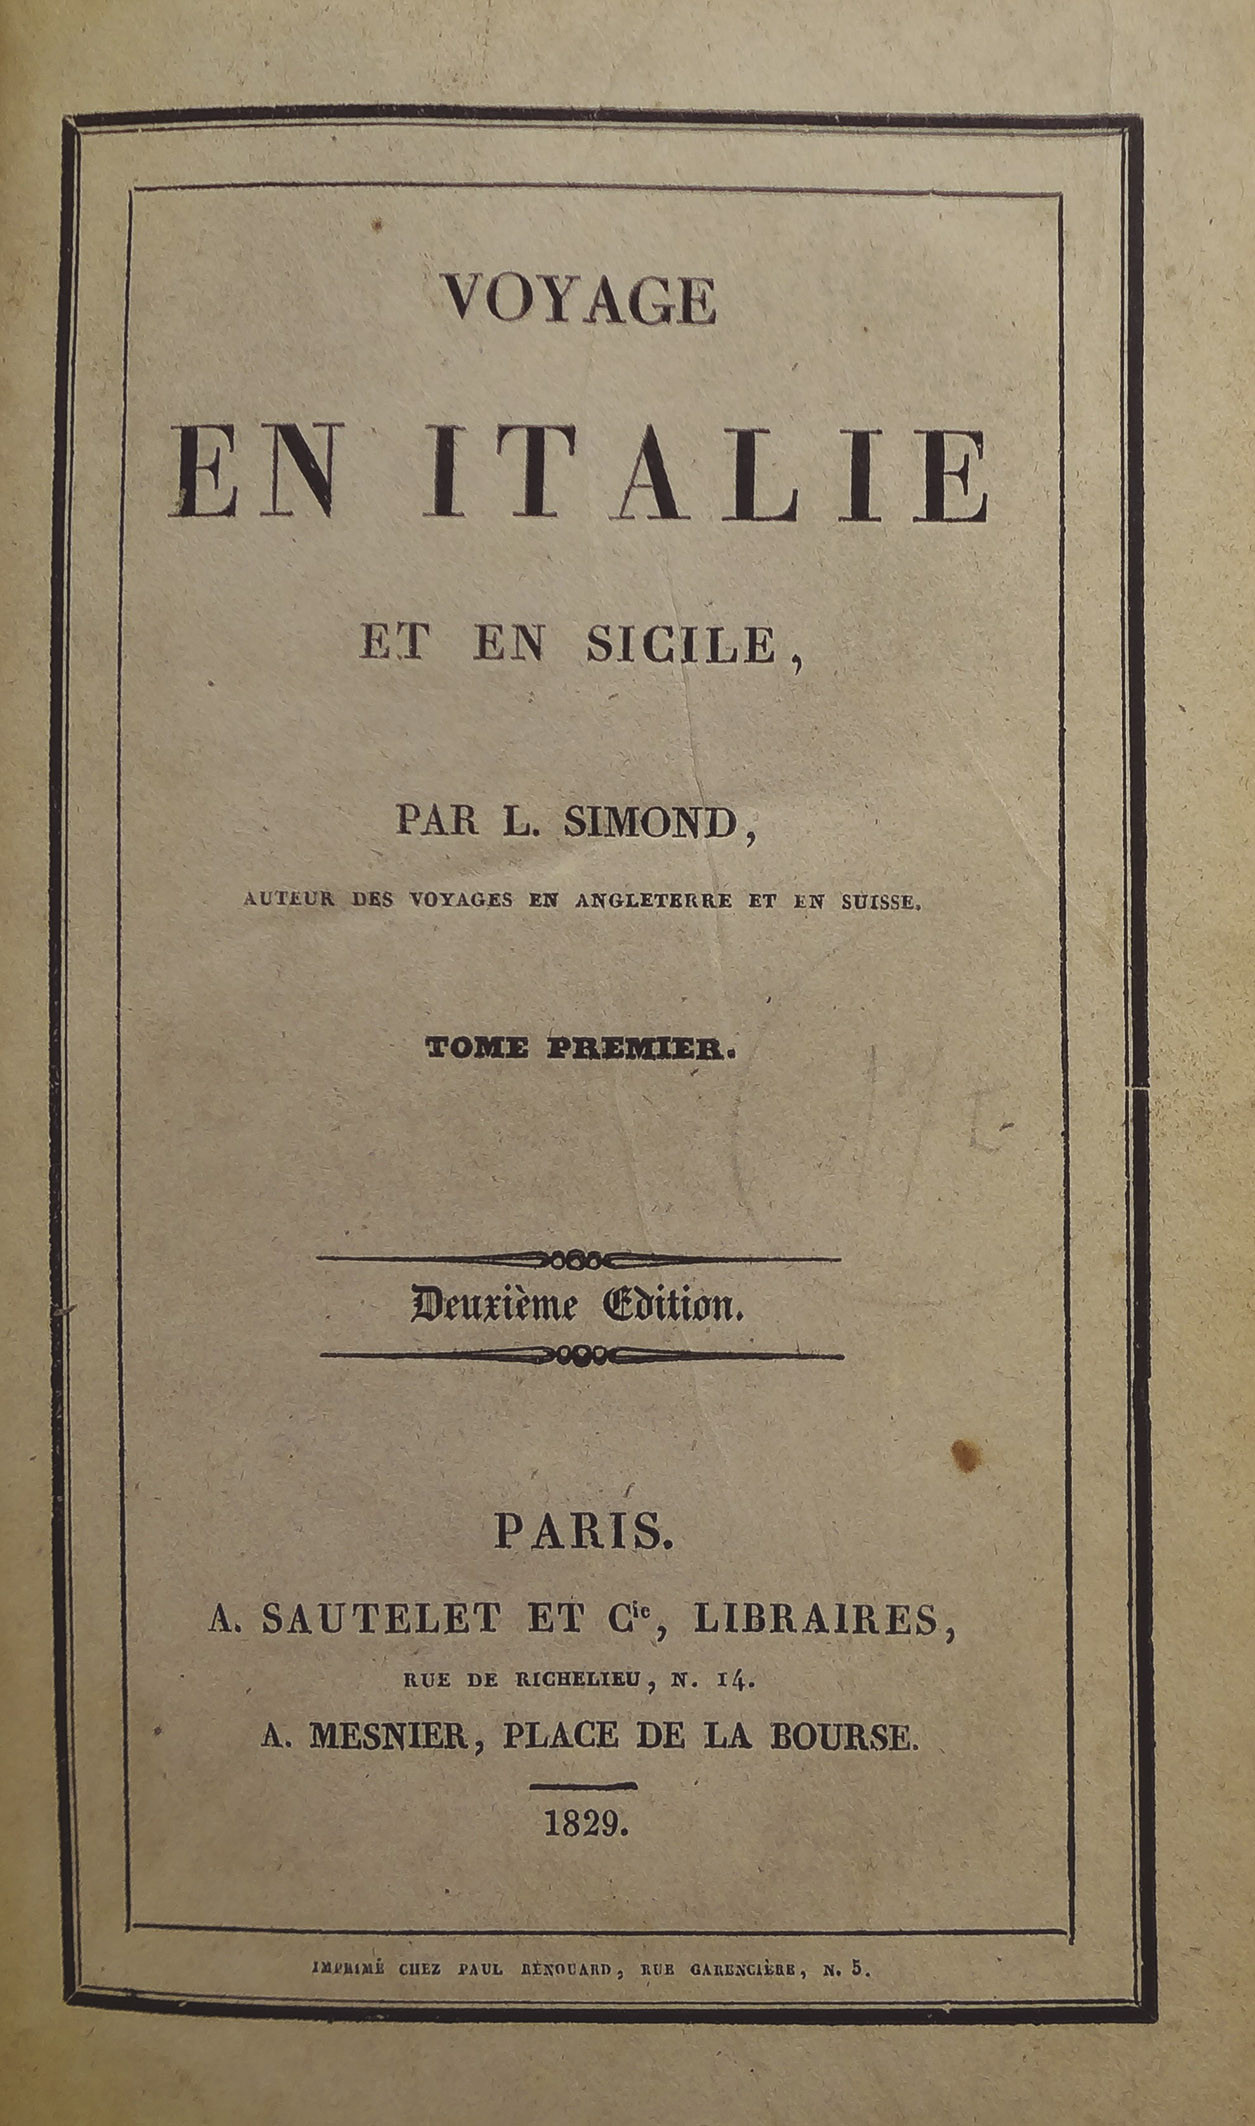 VOYAGE
EN ITALIE
ET EN SICILE,
PAR L. SIMOND,
AUTEUR DES VOYAGES EN ANGLETERRE ET EN SUISSE.
TOME PREMIER.
Deuxième Edition.
PARIS.
A. SAUTELET ET Cie, LIBRAIRES,
RUE DE RICHELIEU, N. 14.
A. MESNIER, PLACE DE LA BOURSE.
1829.
IMPRIMÉ CHEZ PAUL RENOUARD, RUE GARENCIÈRE, N. 5.